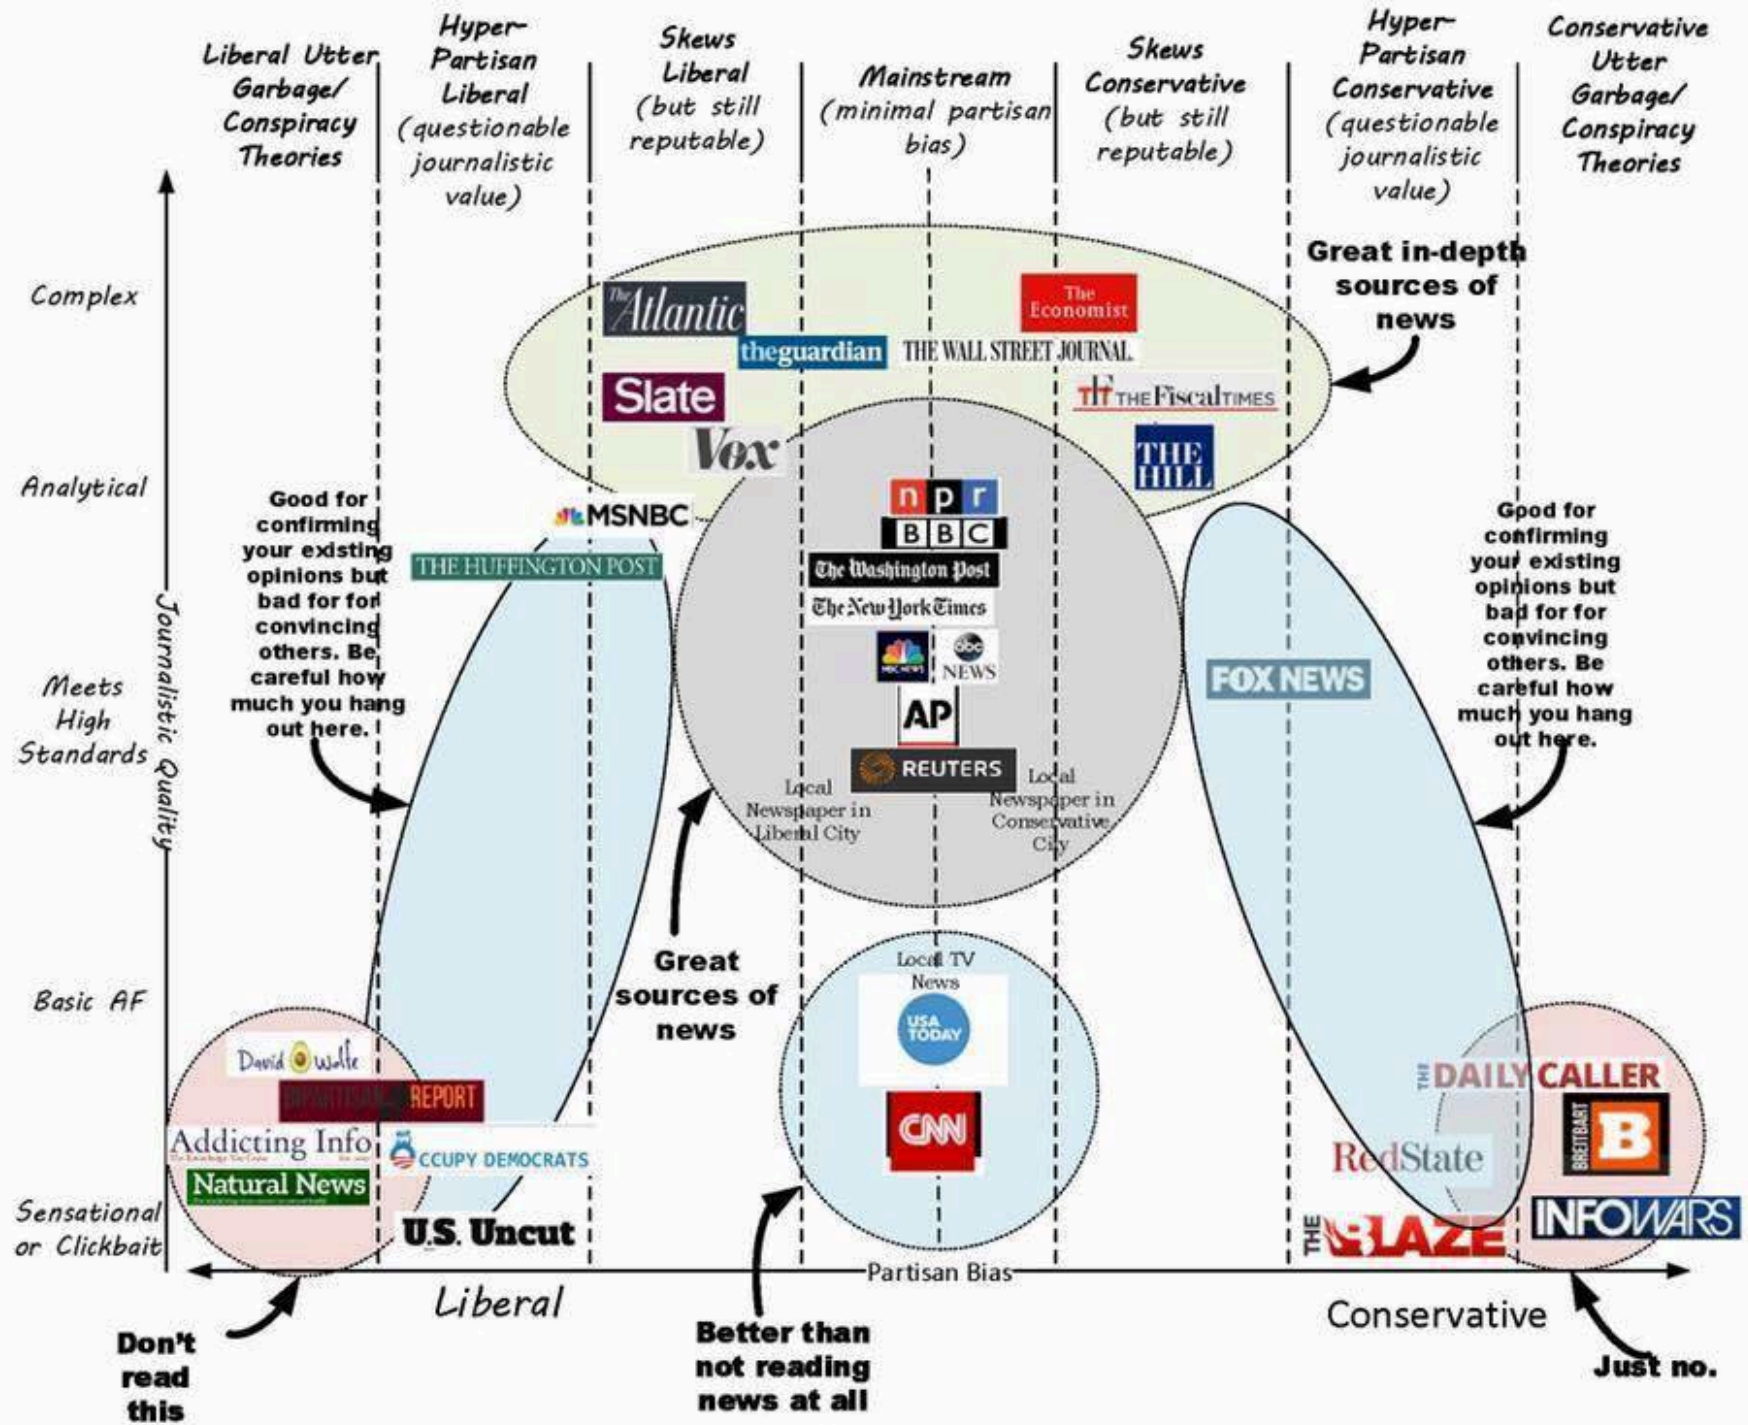 Liberal Utter
Garbage/
Conspiracy
Theories
Hyper-
Partisan
Liberal
(questionable
journalistic
value)
Skews
Liberal
(but still
reputable)
Mainstream
(minimal partisan
bias)
Skews
Conservative
(but still
reputable)
Hyper-
Partisan
Conservative
(questionable
journalistic
value)
Conservative
Utter
Garbage/
Conspiracy
Theories
Complex
Analytical
Meets
High
Standards
Basic AF
Sensational
or Clickbait
Journalistic Quality
Great in-depth
sources of
news
The Atlantic
The
Economist
theguardian
THE WALL STREET JOURNAL.
Slate
TFT THE FISCAL TIMES
Vox
THE
HILL
MSNBC
THE HUFFINGTON POST
npr
BBC
The Washington Post
The New York Times
NBC NEWS
abc
NEWS
AP
REUTERS
Local
Newspaper in
Liberal City
Local
Newspaper in
Conservative
City
Good for
confirming
your existing
opinions but
bad for for
convincing
others. Be
careful how
much you hang
out here.
Good for
confirming
your existing
opinions but
bad for for
convincing
others. Be
careful how
much you hang
out here.
FOX NEWS
Great
sources of
news
Local TV
News
USA
TODAY
CNN
David Wolfe
REPORT
Addicting Info
CCUPY DEMOCRATS
Natural News
U.S. Uncut
THE DAILY CALLER
BREITBART
B
RedState
INFOWARS
THE BLAZE
Partisan Bias
Liberal
Conservative
Don't
read
this
Better than
not reading
news at all
Just no.